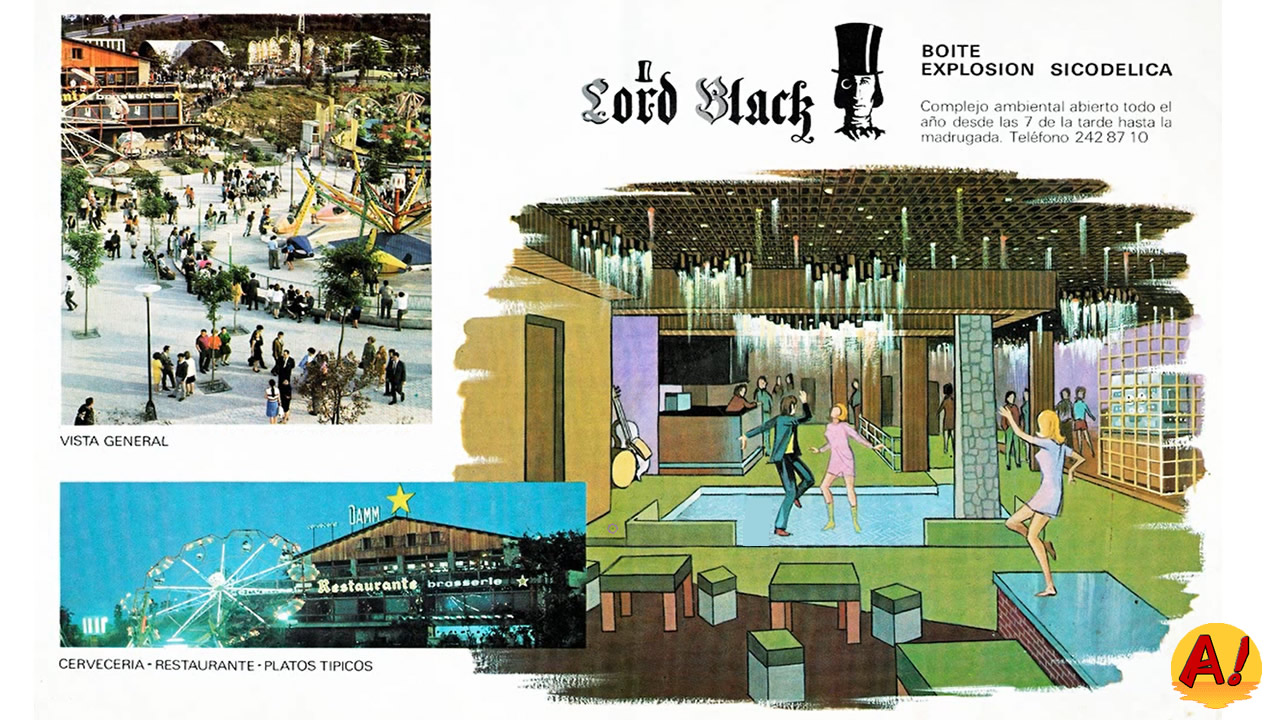 Lord Black
BOITE
EXPLOSION SICODELICA
Complejo ambiental abierto todo el
año desde las 7 de la tarde hasta la
madrugada. Teléfono 242 87 10
brasserie
VISTA GENERAL
DAMM
Restaurante brasserie
CERVECERIA - RESTAURANTE - PLATOS TIPICOS
A!